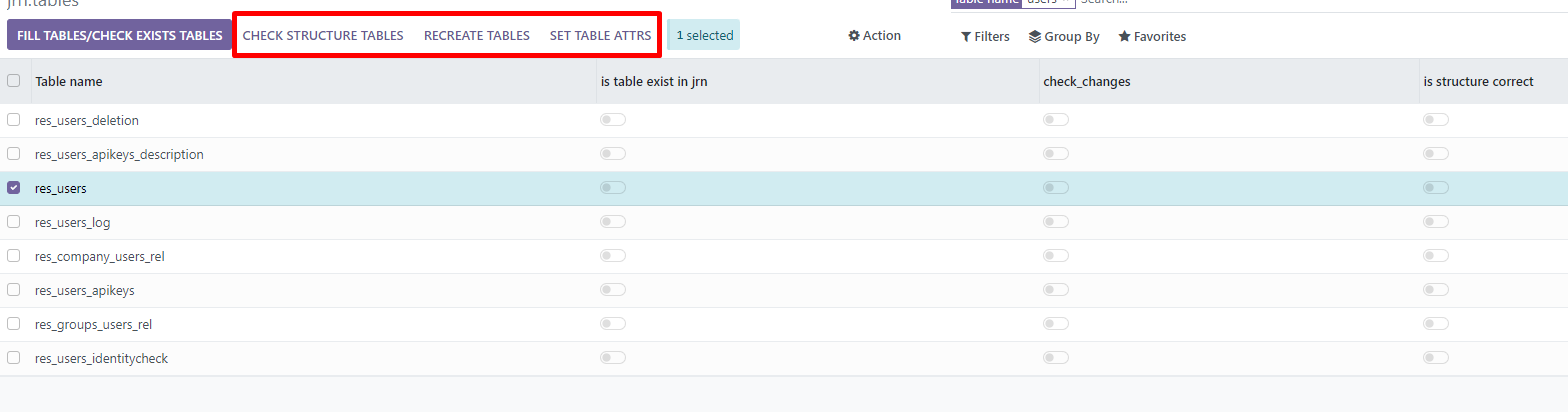 jrn.tables
Table name users × Search...
FILL TABLES/CHECK EXISTS TABLES CHECK STRUCTURE TABLES RECREATE TABLES SET TABLE ATTRS 1 selected Action Filters Group By Favorites
Table name is table exist in jrn check_changes is structure correct
res_users_deletion
res_users_apikeys_description
res_users
res_users_log
res_company_users_rel
res_users_apikeys
res_groups_users_rel
res_users_identitycheck